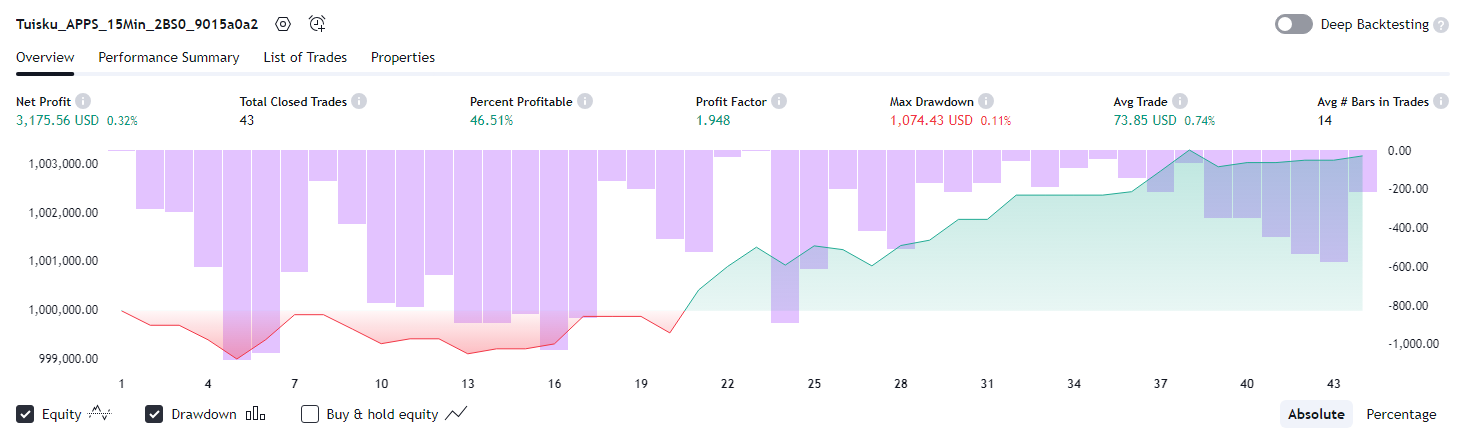 Tuisku_APPS_15Min_2BS0_9015a0a2
Deep Backtesting ?
Overview Performance Summary List of Trades Properties
Net Profit i Total Closed Trades i Percent Profitable i Profit Factor i Max Drawdown i Avg Trade i Avg # Bars in Trades i
3,175.56 USD 0.32% 43 46.51% 1.948 1,074.43 USD 0.11% 73.85 USD 0.74% 14
1,003,000.00 0.00
-200.00
1,002,000.00 -400.00
1,001,000.00 -600.00
1,000,000.00 -800.00
999,000.00 -1,000.00
1 4 7 10 13 16 19 22 25 28 31 34 37 40 43
Equity Drawdown Buy & hold equity Absolute Percentage